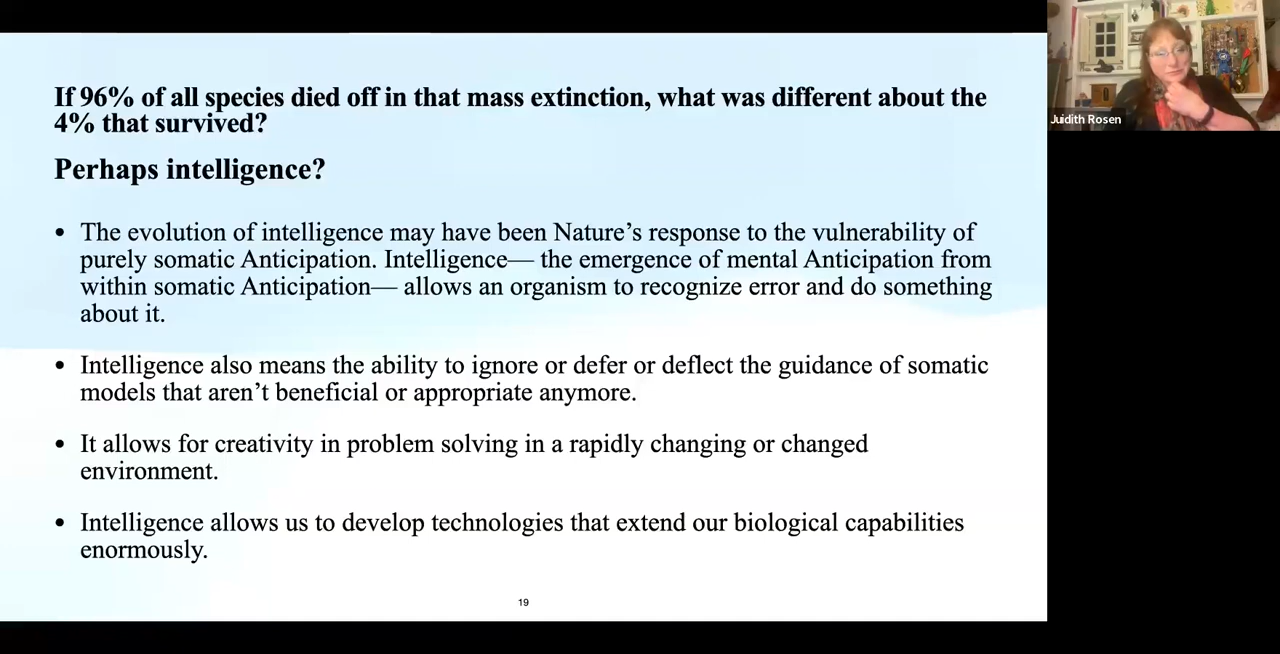 If 96% of all species died off in that mass extinction, what was different about the
4% that survived?
Perhaps intelligence?
• The evolution of intelligence may have been Nature’s response to the vulnerability of
purely somatic Anticipation. Intelligence— the emergence of mental Anticipation from
within somatic Anticipation— allows an organism to recognize error and do something
about it.
• Intelligence also means the ability to ignore or defer or deflect the guidance of somatic
models that aren’t beneficial or appropriate anymore.
• It allows for creativity in problem solving in a rapidly changing or changed
environment.
• Intelligence allows us to develop technologies that extend our biological capabilities
enormously.
19
Judith Rosen